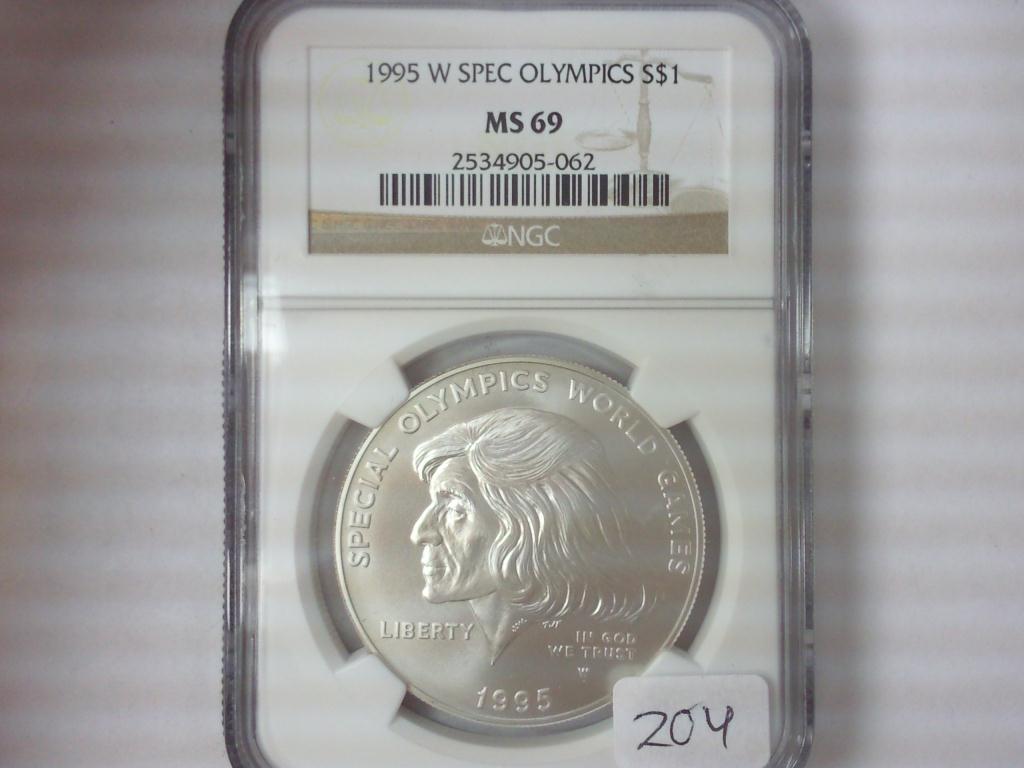 1995 W SPEC OLYMPICS S$1
MS 69
2534905-062
NGC
SPECIAL OLYMPICS WORLD GAMES
LIBERTY
IN GOD
WE TRUST
W
1995
204